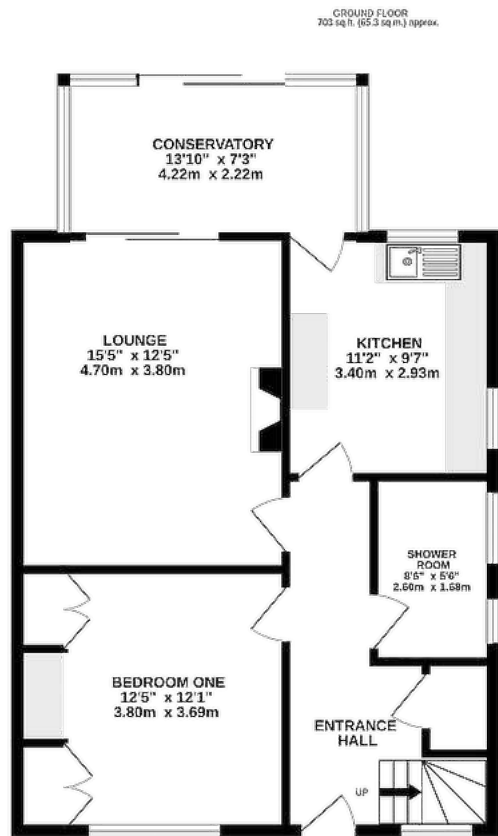 GROUND FLOOR
703 sq.ft. (65.3 sq.m.) approx.
CONSERVATORY
13'10" x 7'3"
4.22m x 2.22m
LOUNGE
15'5" x 12'5"
4.70m x 3.80m
KITCHEN
11'2" x 9'7"
3.40m x 2.93m
SHOWER
ROOM
8'6" x 5'6"
2.60m x 1.68m
BEDROOM ONE
12'5" x 12'1"
3.80m x 3.69m
ENTRANCE
HALL
UP